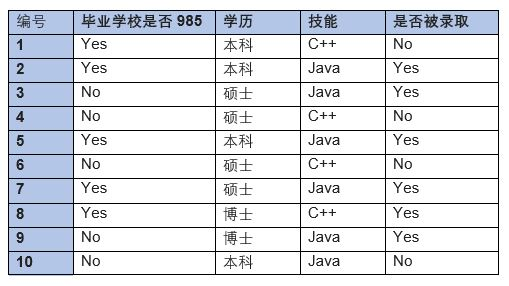 编号 毕业学校是否 985 学历 技能 是否被录取
1 Yes 本科 C++ No
2 Yes 本科 Java Yes
3 No 硕士 Java Yes
4 No 硕士 C++ No
5 Yes 本科 Java Yes
6 No 硕士 C++ No
7 Yes 硕士 Java Yes
8 Yes 博士 C++ Yes
9 No 博士 Java Yes
10 No 本科 Java No